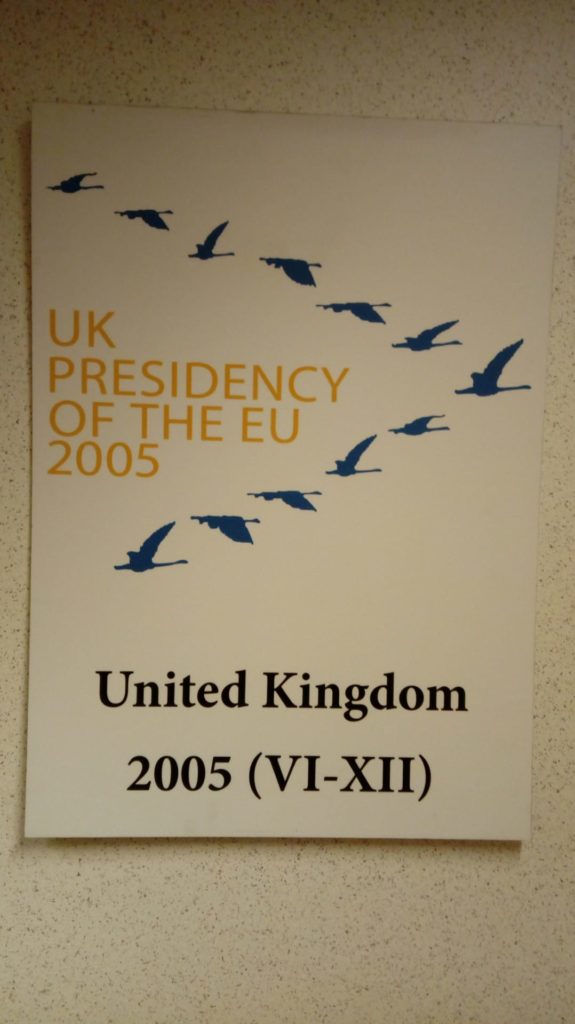 UK
PRESIDENCY
OF THE EU
2005
United Kingdom
2005 (VI-XII)